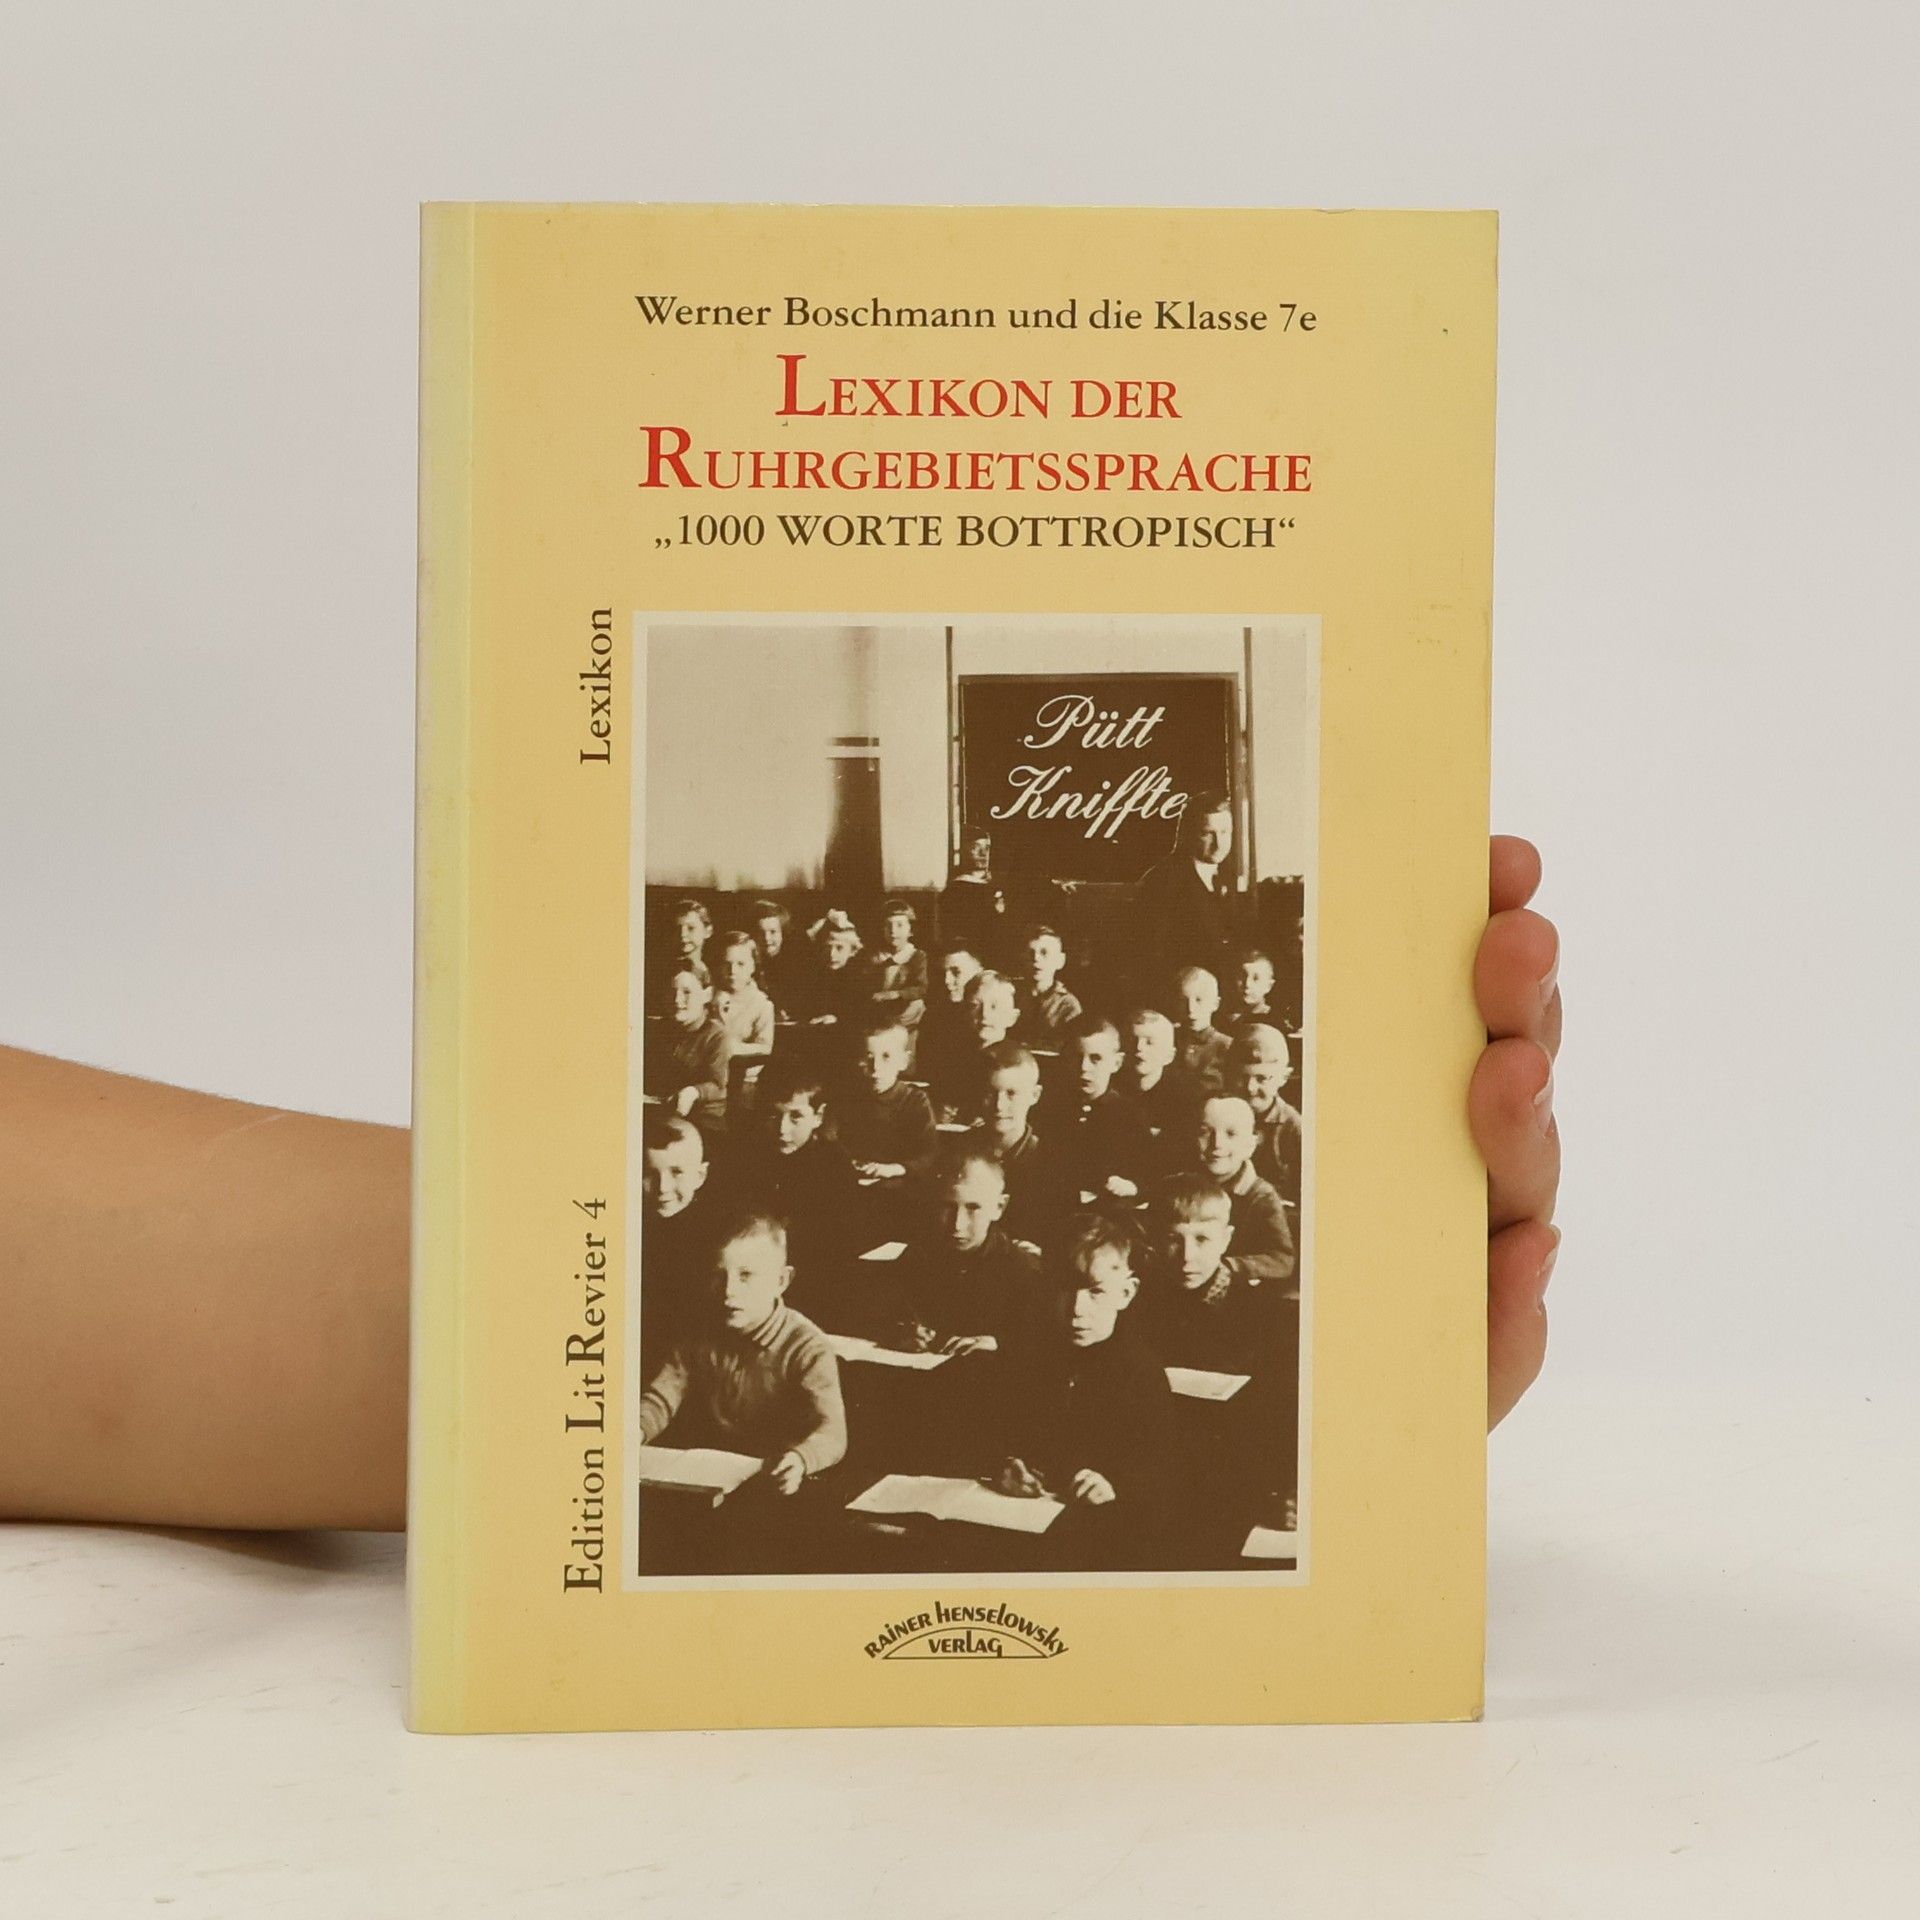 Werner Boschmann und die Klasse 7e
LEXIKON DER
RUHRGEBIETSSPRACHE
„1000 WORTE BOTTROPISCH“
Lexikon
Pütt
Kniffte
Edition LitRevier 4
RAINER HENSELOWSKY
VERLAG